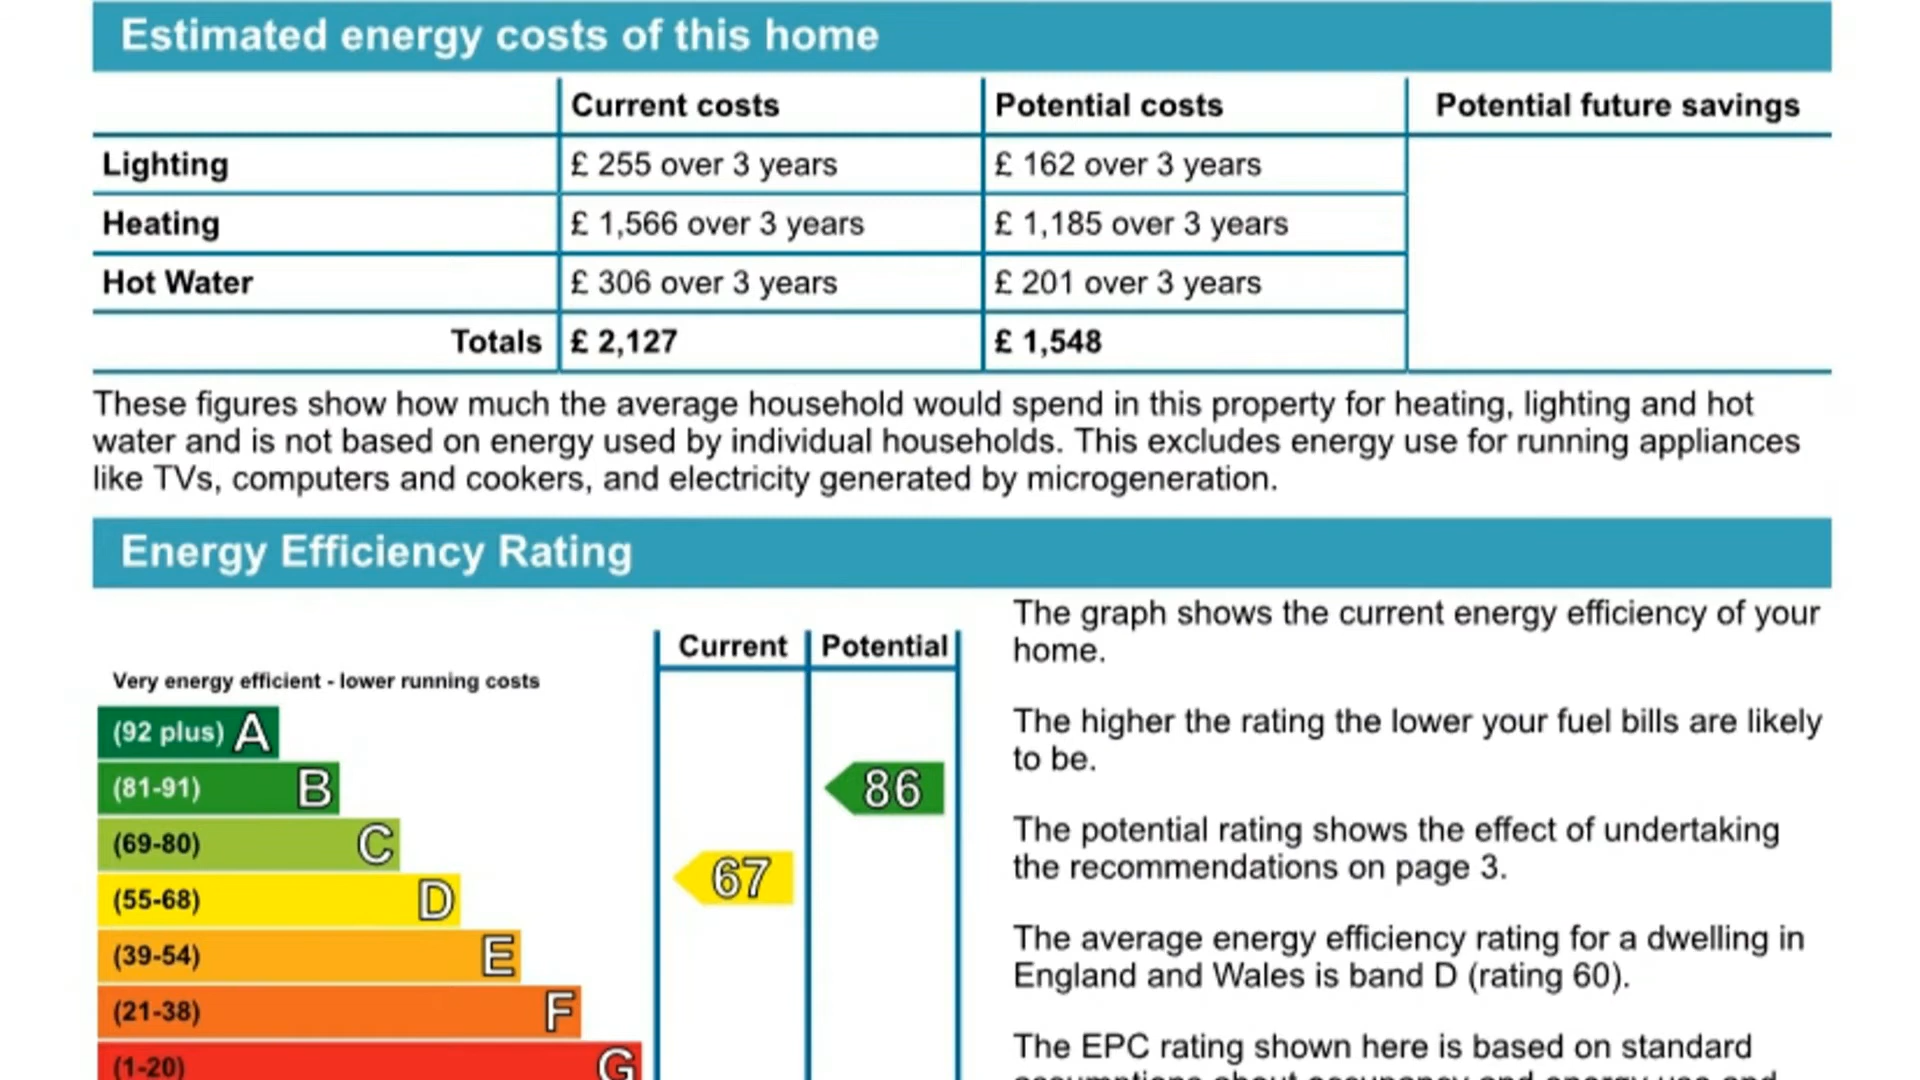 Estimated energy costs of this home
Current costs Potential costs Potential future savings
Lighting £ 255 over 3 years £ 162 over 3 years
Heating £ 1,566 over 3 years £ 1,185 over 3 years
Hot Water £ 306 over 3 years £ 201 over 3 years
Totals £ 2,127 £ 1,548
These figures show how much the average household would spend in this property for heating, lighting and hot
water and is not based on energy used by individual households. This excludes energy use for running appliances
like TVs, computers and cookers, and electricity generated by microgeneration.
Energy Efficiency Rating
Current Potential
Very energy efficient - lower running costs
(92 plus) A
(81-91) B
86
(69-80) C
67
(55-68) D
(39-54) E
(21-38) F
(1-20) G
The graph shows the current energy efficiency of your
home.
The higher the rating the lower your fuel bills are likely
to be.
The potential rating shows the effect of undertaking
the recommendations on page 3.
The average energy efficiency rating for a dwelling in
England and Wales is band D (rating 60).
The EPC rating shown here is based on standard
assumptions about occupancy and energy use and